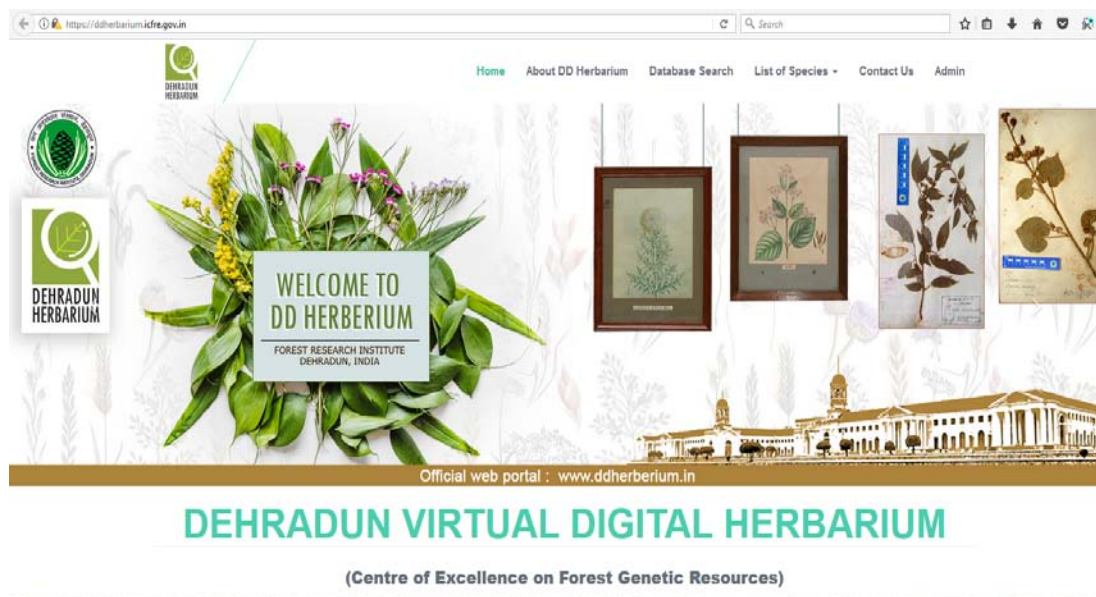 https://ddherbarium.icfre.gov.in
Search
DEHRADUN
HERBARIUM
Home About DD Herbarium Database Search List of Species Contact Us Admin
DEHRADUN
HERBARIUM
WELCOME TO
DD HERBERIUM
FOREST RESEARCH INSTITUTE
DEHRADUN, INDIA
Official web portal : www.ddherberium.in
DEHRADUN VIRTUAL DIGITAL HERBARIUM
(Centre of Excellence on Forest Genetic Resources)